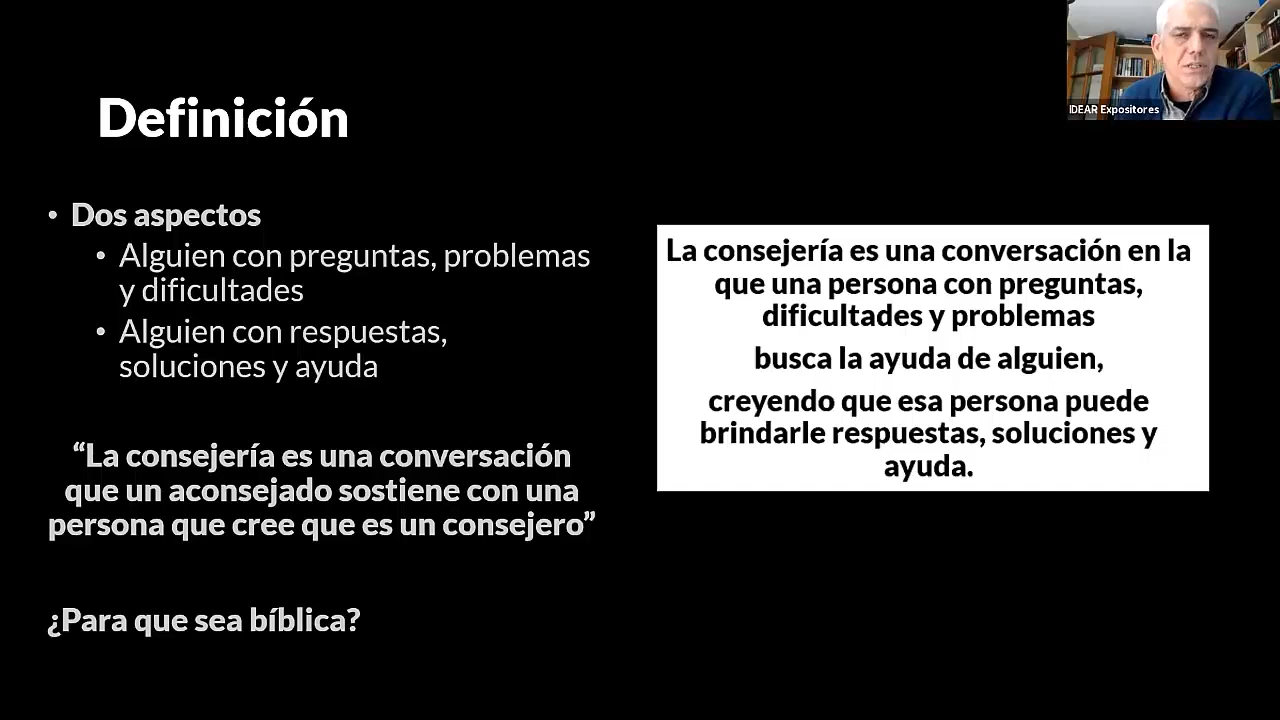 Definición
• Dos aspectos
• Alguien con preguntas, problemas
y dificultades
• Alguien con respuestas,
soluciones y ayuda
“La consejería es una conversación
que un aconsejado sostiene con una
persona que cree que es un consejero”
¿Para que sea bíblica?
La consejería es una conversación en la
que una persona con preguntas,
dificultades y problemas
busca la ayuda de alguien,
creyendo que esa persona puede
brindarle respuestas, soluciones y
ayuda.
IDEAR Expositores